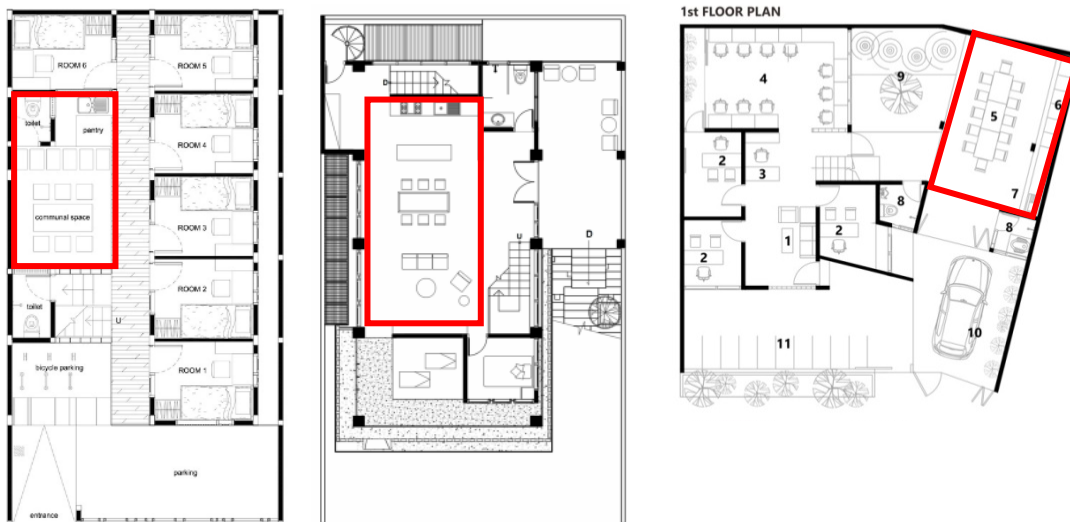 ROOM 6
ROOM 5
toilet
pantry
ROOM 4
communal space
ROOM 3
ROOM 2
toilet
U
bicycle parking
ROOM 1
parking
entrance
D
U
D
1st FLOOR PLAN
4
9
5
6
2
3
7
8
8
1
2
2
10
11